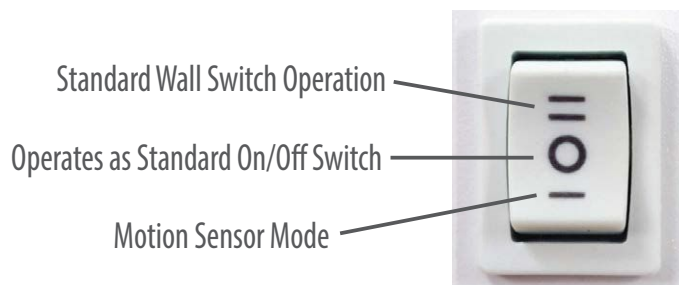 Standard Wall Switch Operation
Operates as Standard On/Off Switch
Motion Sensor Mode